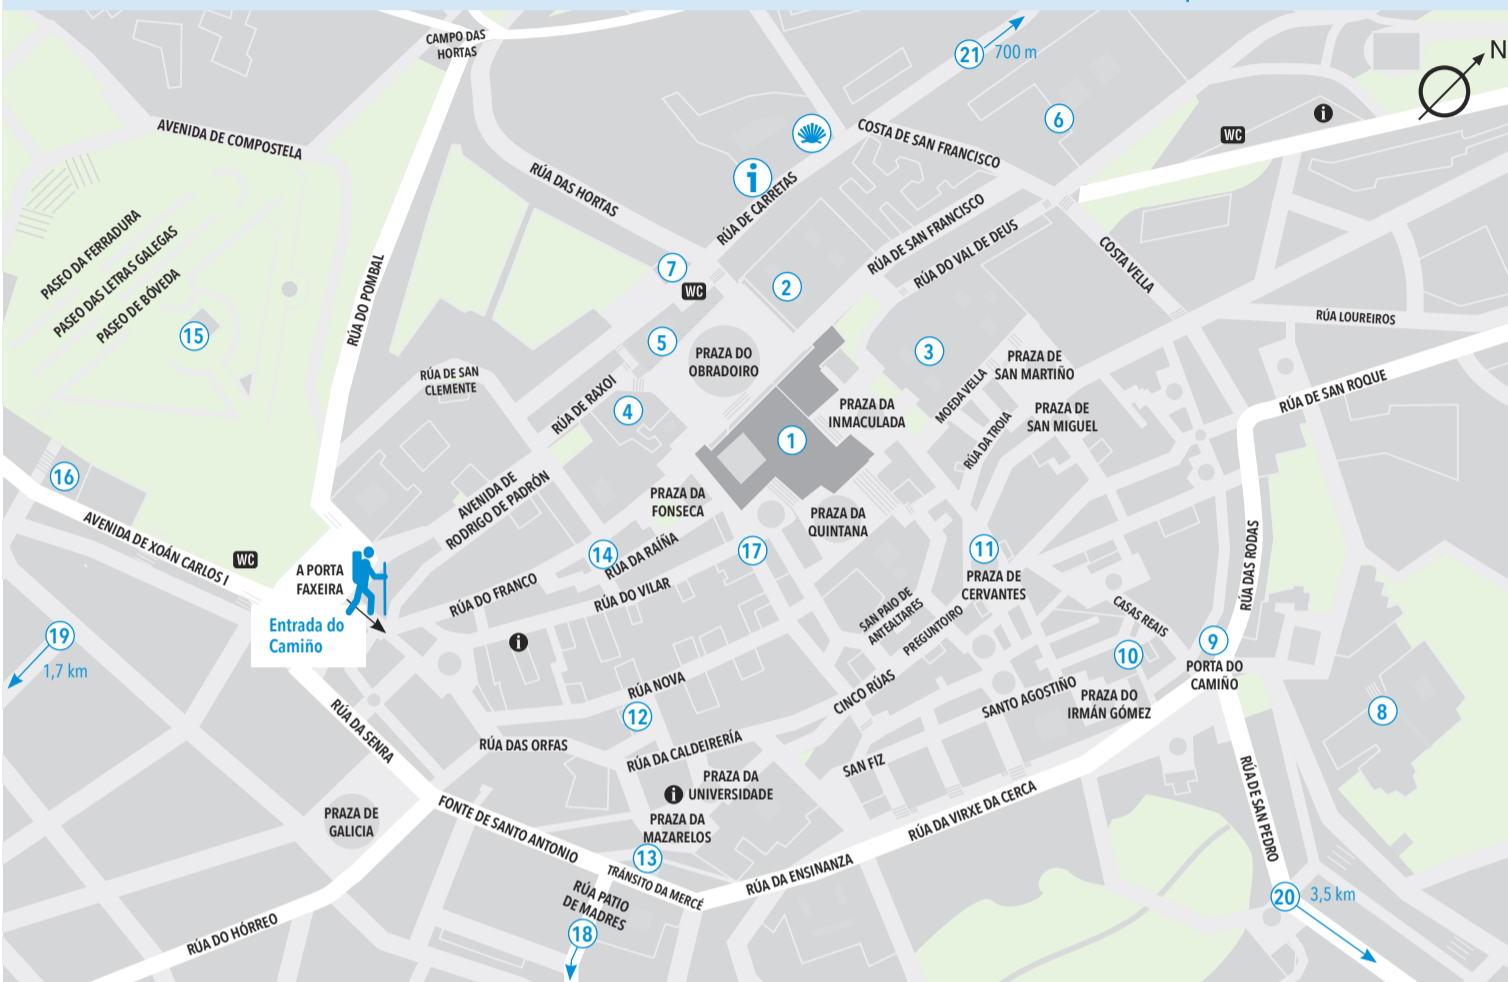 CAMPO DAS
HORTAS
21
700 m
N
6
WC
i
AVENIDA DE COMPOSTELA
COSTA DE SAN FRANCISCO
RÚA DAS HORTAS
i
RÚA DE CARRETAS
RÚA DE SAN FRANCISCO
RÚA DO VAL DE DEUS
COSTA VELLA
PASEO DA FERRADURA
PASEO DAS LETRAS GALEGAS
PASEO DE BÓVEDA
RÚA DO POMBAL
7
WC
2
15
5
PRAZA DO
OBRADOIRO
3
PRAZA DE
SAN MARTIÑO
RÚA LOUREIROS
RÚA DE SAN
CLEMENTE
RÚA DE RAXOI
4
MOEDA VELLA
PRAZA DA
INMACULADA
PRAZA DE
SAN MIGUEL
RÚA DE SAN ROQUE
1
RÚA DA TROIA
16
AVENIDA DE
RODRIGO DE PADRÓN
PRAZA DA
FONSECA
PRAZA DA
QUINTANA
AVENIDA DE XOÁN CARLOS I
WC
A PORTA
FAXEIRA
14
RÚA DA RAÍÑA
17
11
PRAZA DE
CERVANTES
RÚA DAS RODAS
RÚA DO FRANCO
RÚA DO VILAR
SAN PAIO DE
ANTEALTARES
PREGUNTOIRO
CASAS REAIS
Entrada do
Camiño
19
1,7 km
i
10
9
PORTA DO
CAMIÑO
RÚA NOVA
12
CINCO RÚAS
SANTO AGOSTIÑO
PRAZA DO
IRMÁN GÓMEZ
8
RÚA DA SENRA
RÚA DAS ORFAS
RÚA DA CALDEIRERÍA
SAN FIZ
PRAZA DA
UNIVERSIDADE
i
RÚA DE SAN PEDRO
PRAZA DE
GALICIA
FONTE DE SANTO ANTONIO
PRAZA DA
MAZARELOS
RÚA DA VIRXE DA CERCA
13
TRÁNSITO DA MERCÉ
RÚA DA ENSINANZA
RÚA PATIO
DE MADRES
20
3,5 km
RÚA DO HÓRREO
18